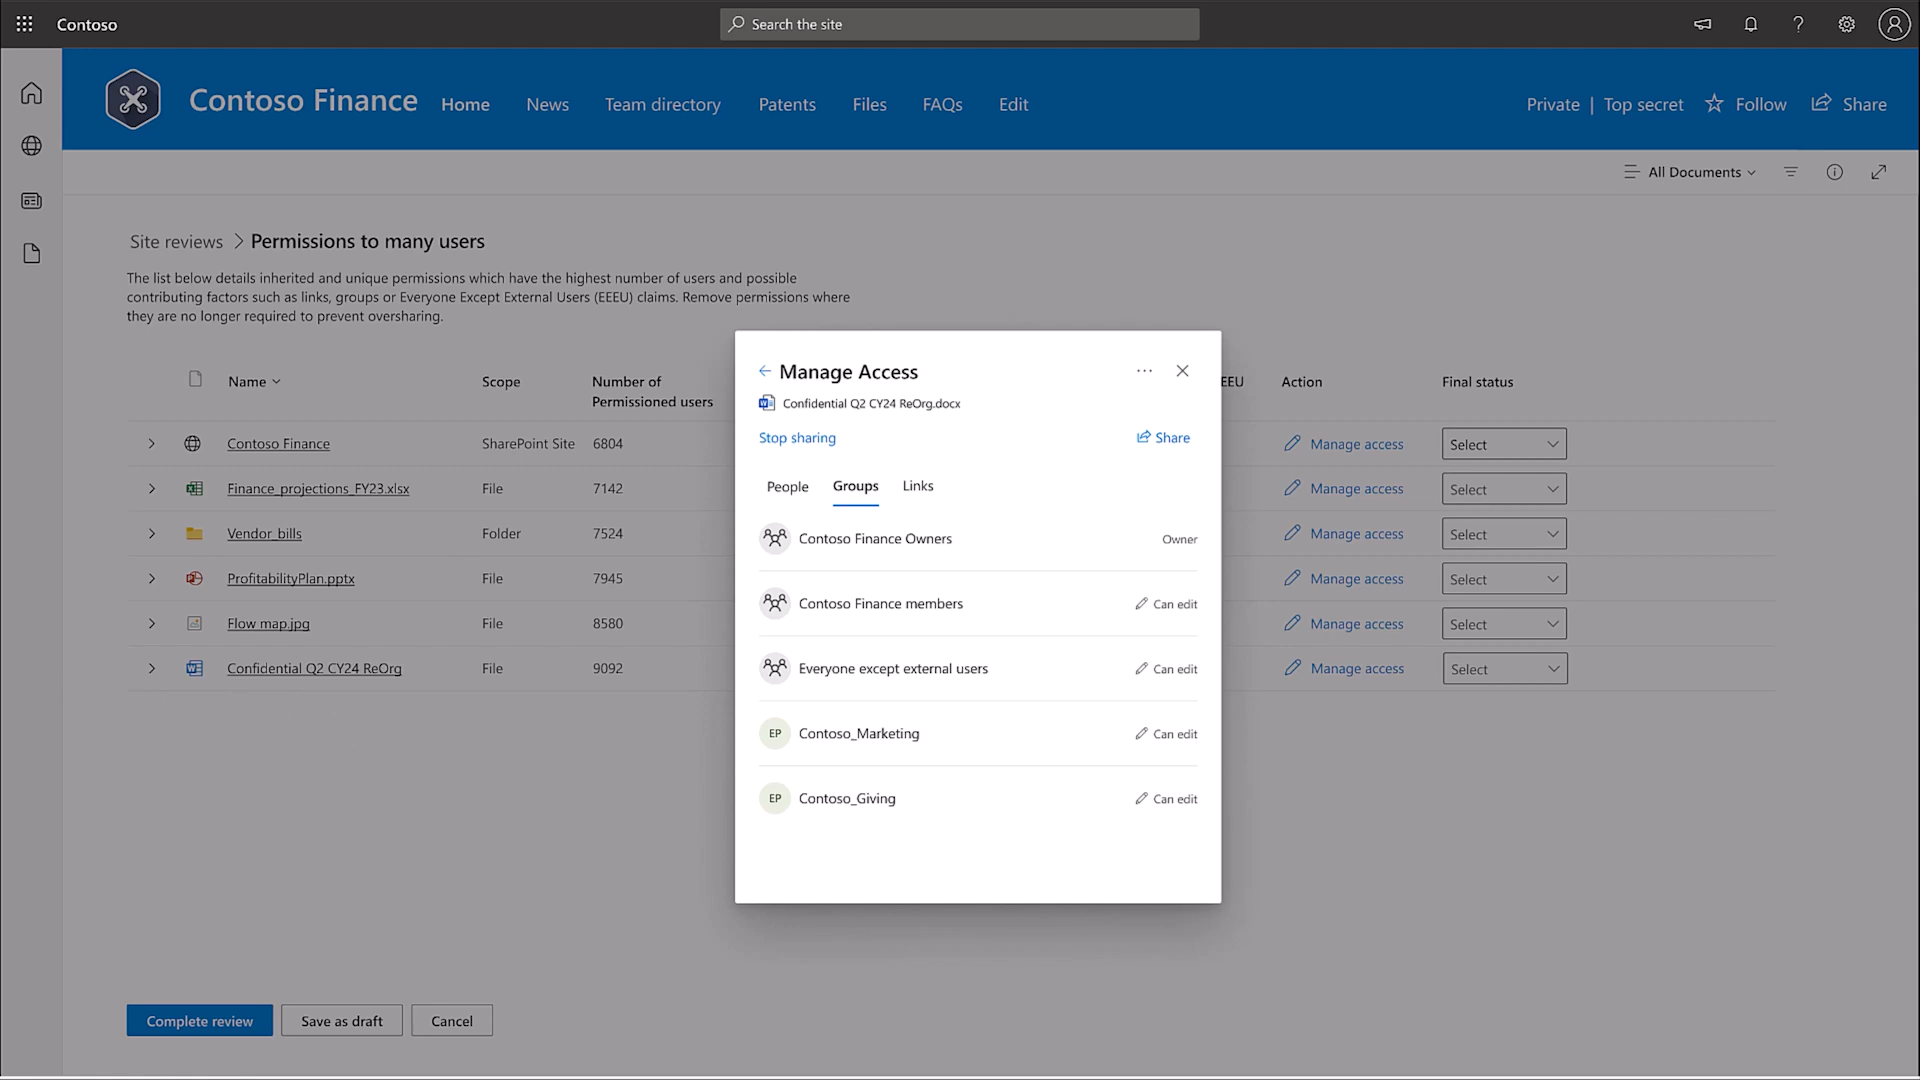 Contoso
Search the site
Contoso Finance
Home
News
Team directory
Patents
Files
FAQs
Edit
Private | Top secret
Follow
Share
All Documents
Site reviews > Permissions to many users
The list below details inherited and unique permissions which have the highest number of users and possible
contributing factors such as links, groups or Everyone Except External Users (EEEU) claims. Remove permissions where
they are no longer required to prevent oversharing.
Name
Scope
Number of
Permissioned users
EEU
Action
Final status
Contoso Finance
SharePoint Site
6804
Manage access
Select
Finance_projections_FY23.xlsx
File
7142
Manage access
Select
Vendor_bills
Folder
7524
Manage access
Select
ProfitabilityPlan.pptx
File
7945
Manage access
Select
Flow map.jpg
File
8580
Manage access
Select
Confidential Q2 CY24 ReOrg
File
9092
Manage access
Select
Manage Access
Confidential Q2 CY24 ReOrg.docx
Stop sharing
Share
People
Groups
Links
Contoso Finance Owners
Owner
Contoso Finance members
Can edit
Everyone except external users
Can edit
EP
Contoso_Marketing
Can edit
EP
Contoso_Giving
Can edit
Complete review
Save as draft
Cancel